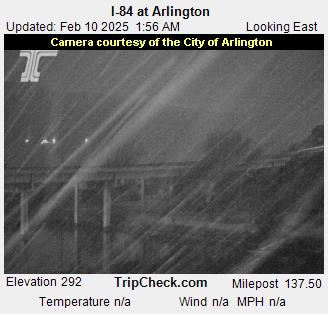 I-84 at Arlington
Updated: Feb 10 2025 1:56 AM Looking East
Camera courtesy of the City of Arlington
Elevation 292 TripCheck.com Milepost 137.50
Temperature n/a Wind n/a MPH n/a